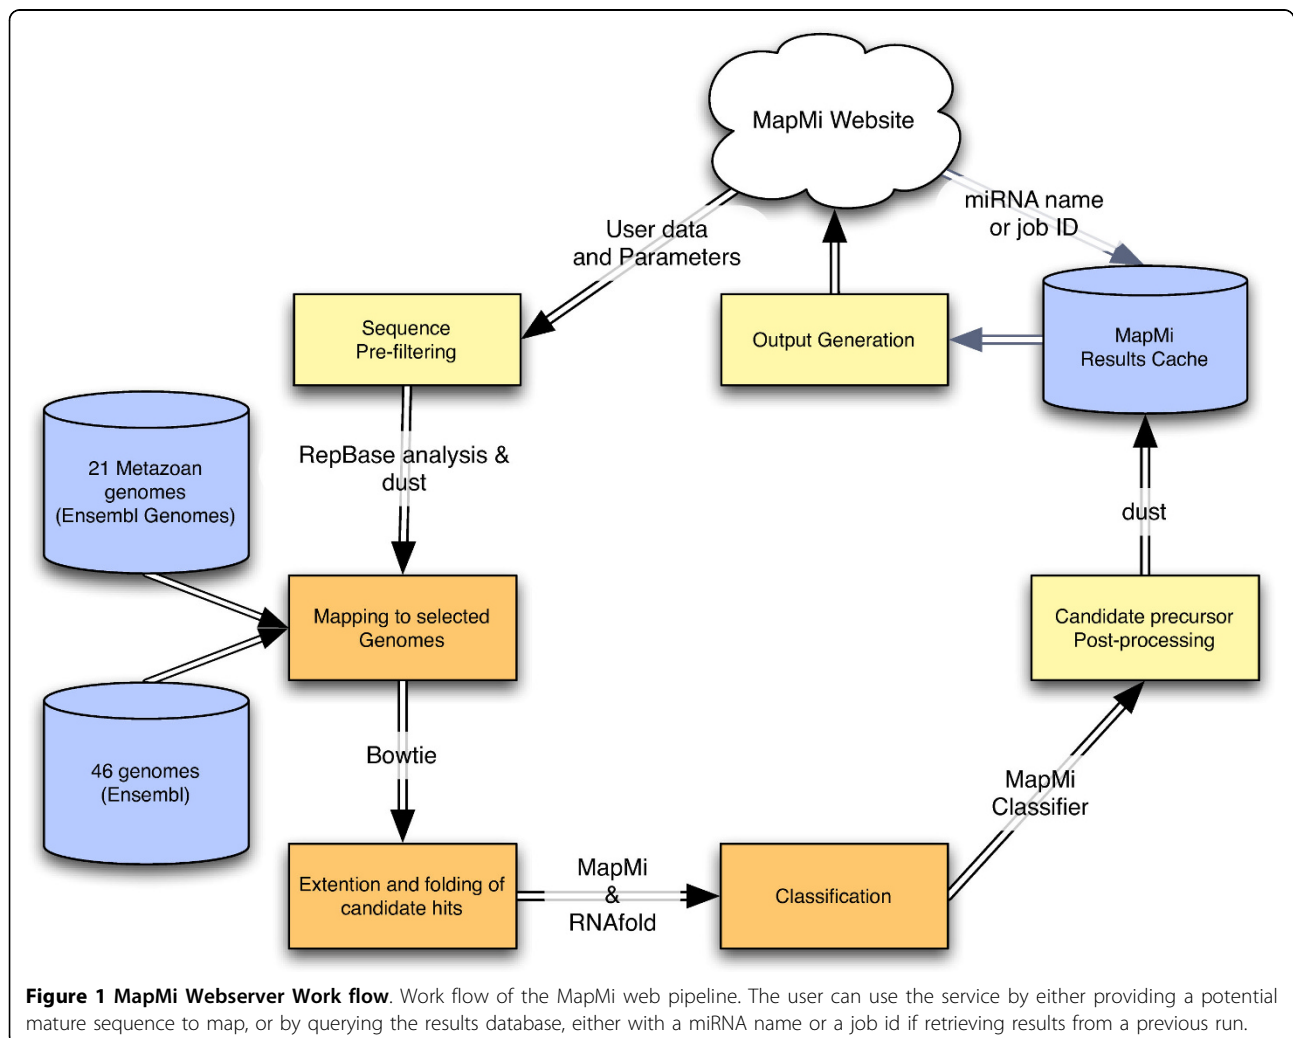 MapMi Website
miRNA name
or job ID
User data
and Parameters
Sequence
Pre-filtering
Output Generation
MapMi
Results Cache
RepBase analysis &
dust
21 Metazoan
genomes
(Ensembl Genomes)
dust
Mapping to selected
Genomes
Candidate precursor
Post-processing
Bowtie
46 genomes
(Ensembl)
MapMi
Classifier
Extention and folding of
candidate hits
MapMi
&
RNAfold
Classification
Figure 1 MapMi Webserver Work flow. Work flow of the MapMi web pipeline. The user can use the service by either providing a potential
mature sequence to map, or by querying the results database, either with a miRNA name or a job id if retrieving results from a previous run.